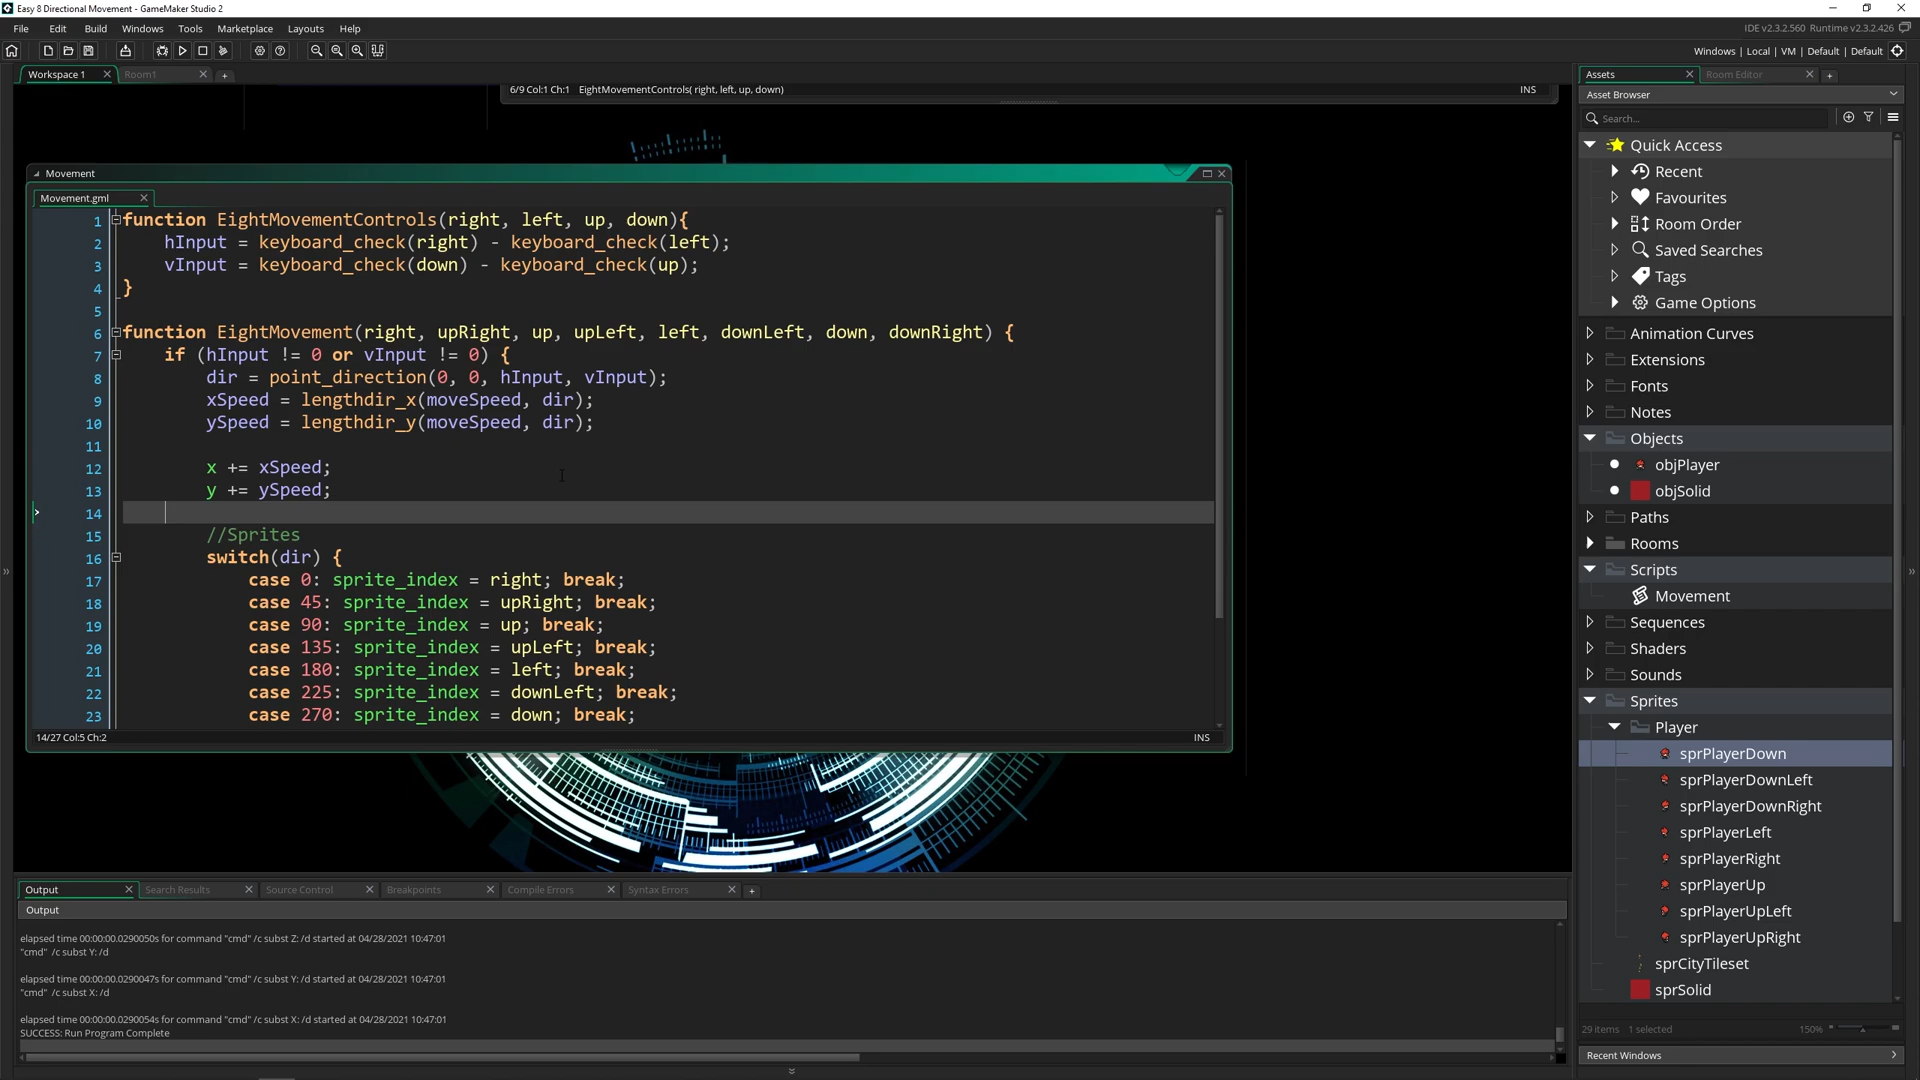 Easy 8 Directional Movement - GameMaker Studio 2
File Edit Build Windows Tools Marketplace Layouts Help
IDE v2.3.2.560 Runtime v2.3.2.426
Windows | Local | VM | Default | Default
Workspace 1
Room1
6/9 Col:1 Ch:1 EightMovementControls( right, left, up, down)
INS
Movement
Movement.gml
1 function EightMovementControls(right, left, up, down){
2 hInput = keyboard_check(right) - keyboard_check(left);
3 vInput = keyboard_check(down) - keyboard_check(up);
4 }
5
6 function EightMovement(right, upRight, up, upLeft, left, downLeft, down, downRight) {
7 if (hInput != 0 or vInput != 0) {
8 dir = point_direction(0, 0, hInput, vInput);
9 xSpeed = lengthdir_x(moveSpeed, dir);
10 ySpeed = lengthdir_y(moveSpeed, dir);
11
12 x += xSpeed;
13 y += ySpeed;
14
15 //Sprites
16 switch(dir) {
17 case 0: sprite_index = right; break;
18 case 45: sprite_index = upRight; break;
19 case 90: sprite_index = up; break;
20 case 135: sprite_index = upLeft; break;
21 case 180: sprite_index = left; break;
22 case 225: sprite_index = downLeft; break;
23 case 270: sprite_index = down; break;
14/27 Col:5 Ch:2
INS
Output
Search Results
Source Control
Breakpoints
Compile Errors
Syntax Errors
Output
elapsed time 00:00:00.0290050s for command "cmd" /c subst Z: /d started at 04/28/2021 10:47:01
"cmd" /c subst Y: /d
elapsed time 00:00:00.0290047s for command "cmd" /c subst Y: /d started at 04/28/2021 10:47:01
"cmd" /c subst X: /d
elapsed time 00:00:00.0290054s for command "cmd" /c subst X: /d started at 04/28/2021 10:47:01
SUCCESS: Run Program Complete
Assets
Room Editor
Asset Browser
Search...
Quick Access
Recent
Favourites
Room Order
Saved Searches
Tags
Game Options
Animation Curves
Extensions
Fonts
Notes
Objects
objPlayer
objSolid
Paths
Rooms
Scripts
Movement
Sequences
Shaders
Sounds
Sprites
Player
sprPlayerDown
sprPlayerDownLeft
sprPlayerDownRight
sprPlayerLeft
sprPlayerRight
sprPlayerUp
sprPlayerUpLeft
sprPlayerUpRight
sprCityTileset
sprSolid
29 items 1 selected
150%
Recent Windows